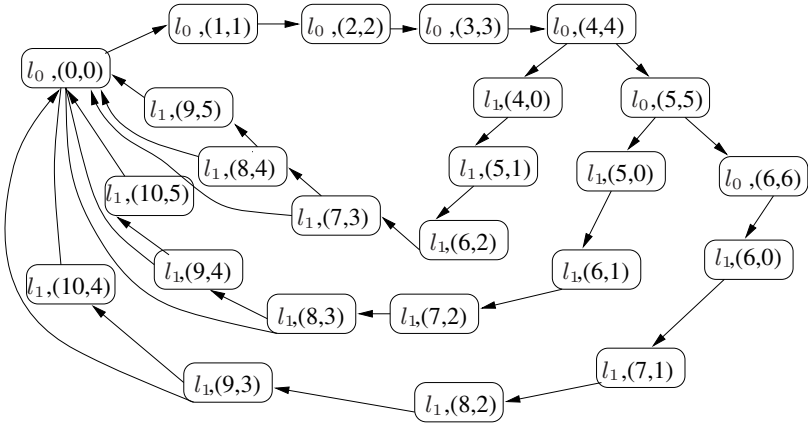 l₀ ,(1,1)
l₀ ,(2,2)
l₀ ,(3,3)
l₀ ,(4,4)
l₀ ,(0,0)
l₁ ,(9,5)
l₁,(4,0)
l₀,(5,5)
l₁ ,(8,4)
l₁ ,(5,1)
l₁,(5,0)
l₀ ,(6,6)
l₁,(10,5)
l₁ ,(7,3)
l₁,(6,2)
l₁,(9,4)
l₁,(6,1)
l₁,(6,0)
l₁ ,(10,4)
l₁,(8,3)
l₁,(7,2)
l₁,(9,3)
l₁ ,(7,1)
l₁ ,(8,2)